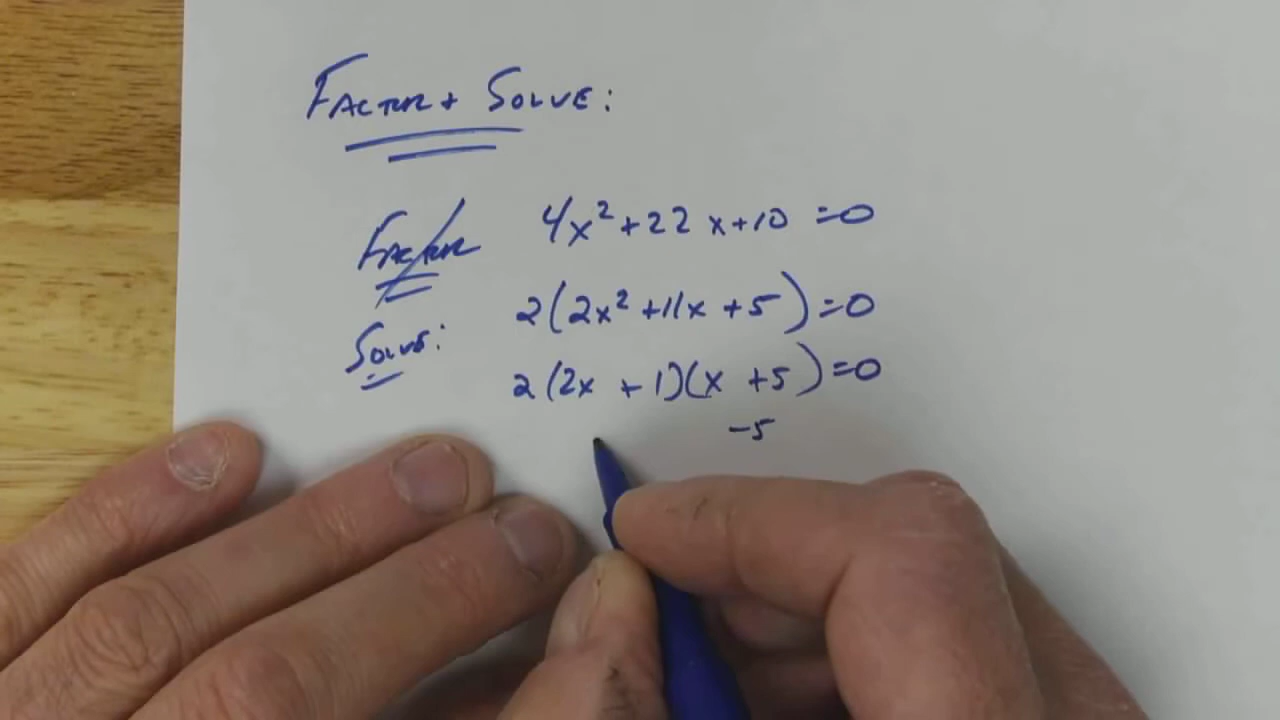 FACTOR + SOLVE:
FACTOR 4x² + 22x + 10 = 0
2(2x² + 11x + 5) = 0
SOLVE:
2(2x + 1)(x + 5) = 0
-5